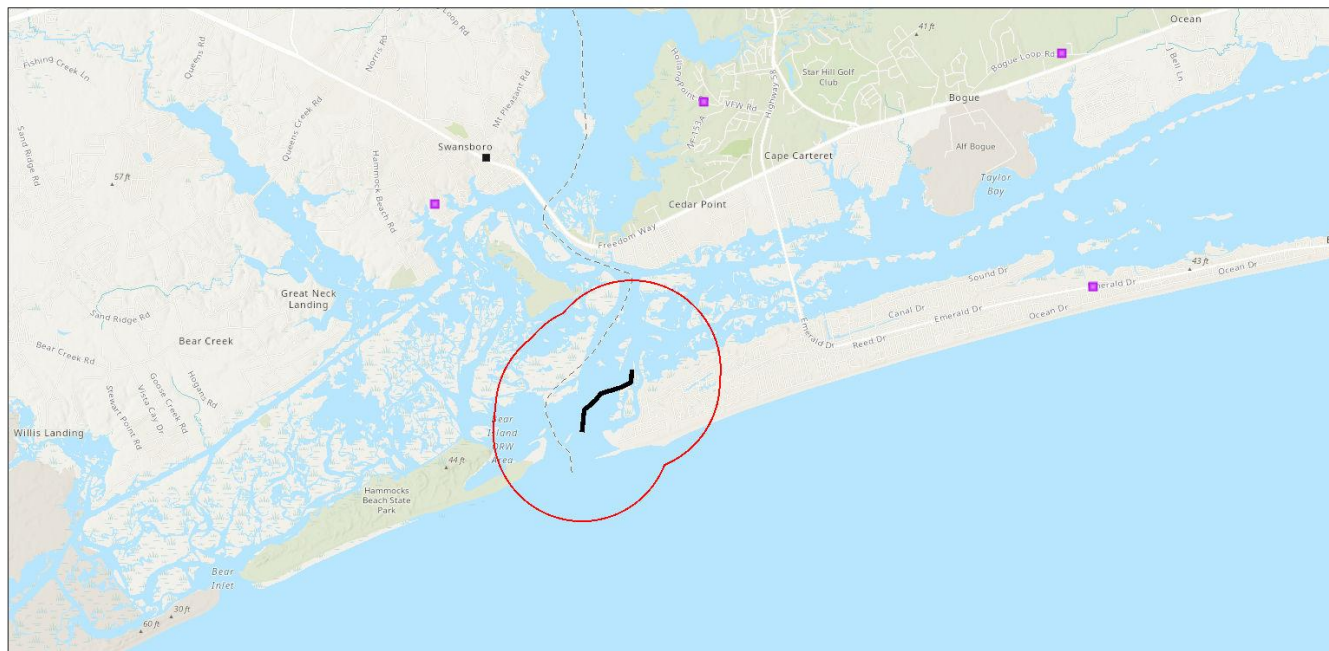 Ocean
41 ft
Bogue Loop Rd
J Bell Ln
Queens Rd
Norris Rd
Loop Rd
Fishing Creek Ln
Mt Pleasant Rd
Star Hill Golf
Club
Highway 58
VFW Rd
Bogue
Queens Creek Rd
Sand Ridge Rd
Swansboro
Alf Bogue
Hammock Beach Rd
Cape Carteret
57 ft
Taylor
Bay
Cedar Point
Freedom Way
43 ft
Ocean Dr
Sound Dr
Emerald Dr
Great Neck
Landing
Canal Dr
Emerald Dr
Ocean Dr
Sand Ridge Rd
Emerald Dr
Reed Dr
Bear Creek
Bear Creek Rd
Hogans Rd
Goose Creek Rd
Vista Cay Dr
Stewart Point Rd
Willis Landing
Bear
Island
ORW
Area
44 ft
Hammocks
Beach State
Park
Bear
Inlet
30 ft
60 ft